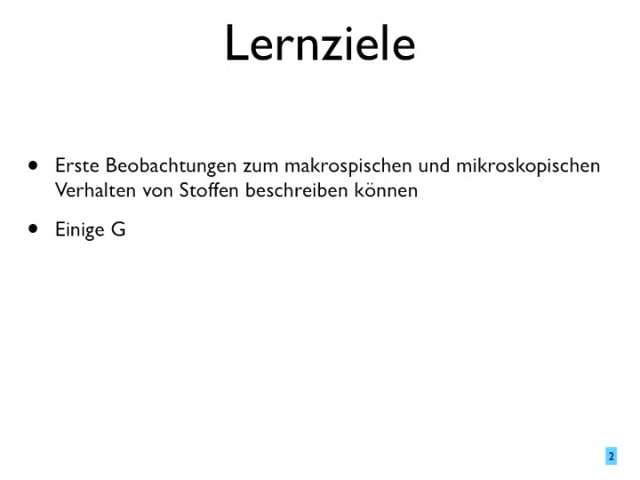 Lernziele
• Erste Beobachtungen zum makrospischen und mikroskopischen
Verhalten von Stoffen beschreiben können
• Einige G
2